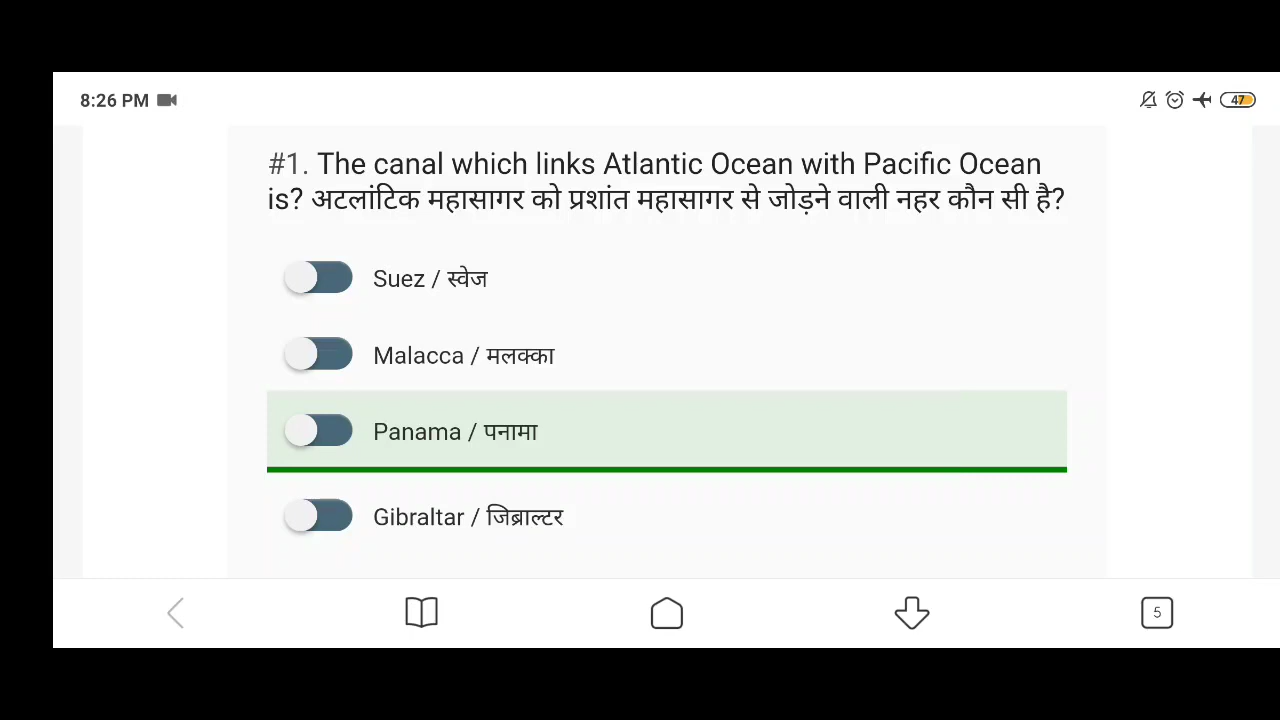 8:26 PM
47
#1. The canal which links Atlantic Ocean with Pacific Ocean
is? अटलांटिक महासागर को प्रशांत महासागर से जोड़ने वाली नहर कौन सी है?
Suez / स्वेज
Malacca / मलक्का
Panama / पनामा
Gibraltar / जिब्राल्टर
5